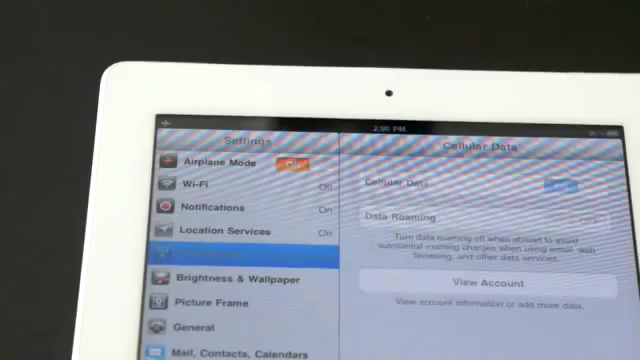 2:00 PM
Settings
Cellular Data
Airplane Mode
Wi-Fi
Off
Cellular Data
Notifications
On
Data Roaming
OFF
Location Services
On
Turn data roaming off when abroad to avoid
substantial roaming charges when using email, web
browsing, and other data services.
Brightness & Wallpaper
View Account
Picture Frame
View account information or add more data.
General
Mail, Contacts, Calendars